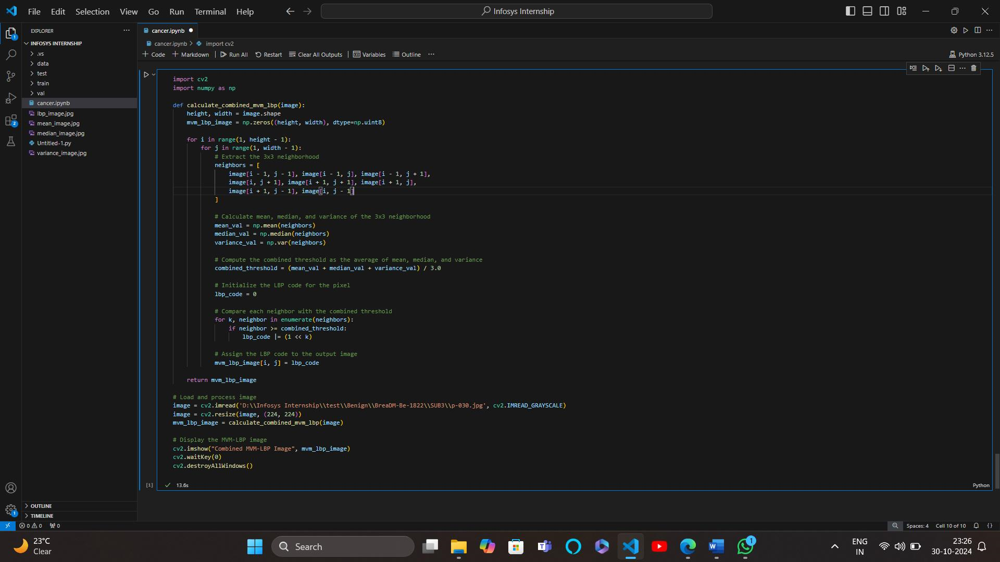 File Edit Selection View Go Run Terminal Help
Infosys Internship
EXPLORER
INFOSYS INTERNSHIP
.vs
data
test
train
val
cancer.ipynb
lbp_image.jpg
mean_image.jpg
median_image.jpg
Untitled-1.py
variance_image.jpg
OUTLINE
TIMELINE
cancer.ipynb
cancer.ipynb > import cv2
+ Code + Markdown | Run All Restart Clear All Outputs | Variables Outline ...
Python 3.12.5
import cv2
import numpy as np
def calculate_combined_mvm_lbp(image):
height, width = image.shape
mvm_lbp_image = np.zeros((height, width), dtype=np.uint8)
for i in range(1, height - 1):
for j in range(1, width - 1):
# Extract the 3x3 neighborhood
neighbors = [
image[i - 1, j - 1], image[i - 1, j], image[i - 1, j + 1],
image[i, j + 1], image[i + 1, j + 1], image[i + 1, j],
image[i + 1, j - 1], image[i, j - 1]
]
# Calculate mean, median, and variance of the 3x3 neighborhood
mean_val = np.mean(neighbors)
median_val = np.median(neighbors)
variance_val = np.var(neighbors)
# Compute the combined threshold as the average of mean, median, and variance
combined_threshold = (mean_val + median_val + variance_val) / 3.0
# Initialize the LBP code for the pixel
lbp_code = 0
# Compare each neighbor with the combined threshold
for k, neighbor in enumerate(neighbors):
if neighbor >= combined_threshold:
lbp_code |= (1 << k)
# Assign the LBP code to the output image
mvm_lbp_image[i, j] = lbp_code
return mvm_lbp_image
# Load and process image
image = cv2.imread('D:\\Infosys Internship\\test\\Benign\\BreaDM-Be-1822\\SUB3\\p-030.jpg', cv2.IMREAD_GRAYSCALE)
image = cv2.resize(image, (224, 224))
mvm_lbp_image = calculate_combined_mvm_lbp(image)
# Display the MVM-LBP image
cv2.imshow("Combined MVM-LBP Image", mvm_lbp_image)
cv2.waitKey(0)
cv2.destroyAllWindows()
[1] ✓ 13.6s
Python
0 0 0
Spaces: 4 Cell 10 of 10 {}
23°C
Clear
Search
1
ENG
IN
23:26
30-10-2024